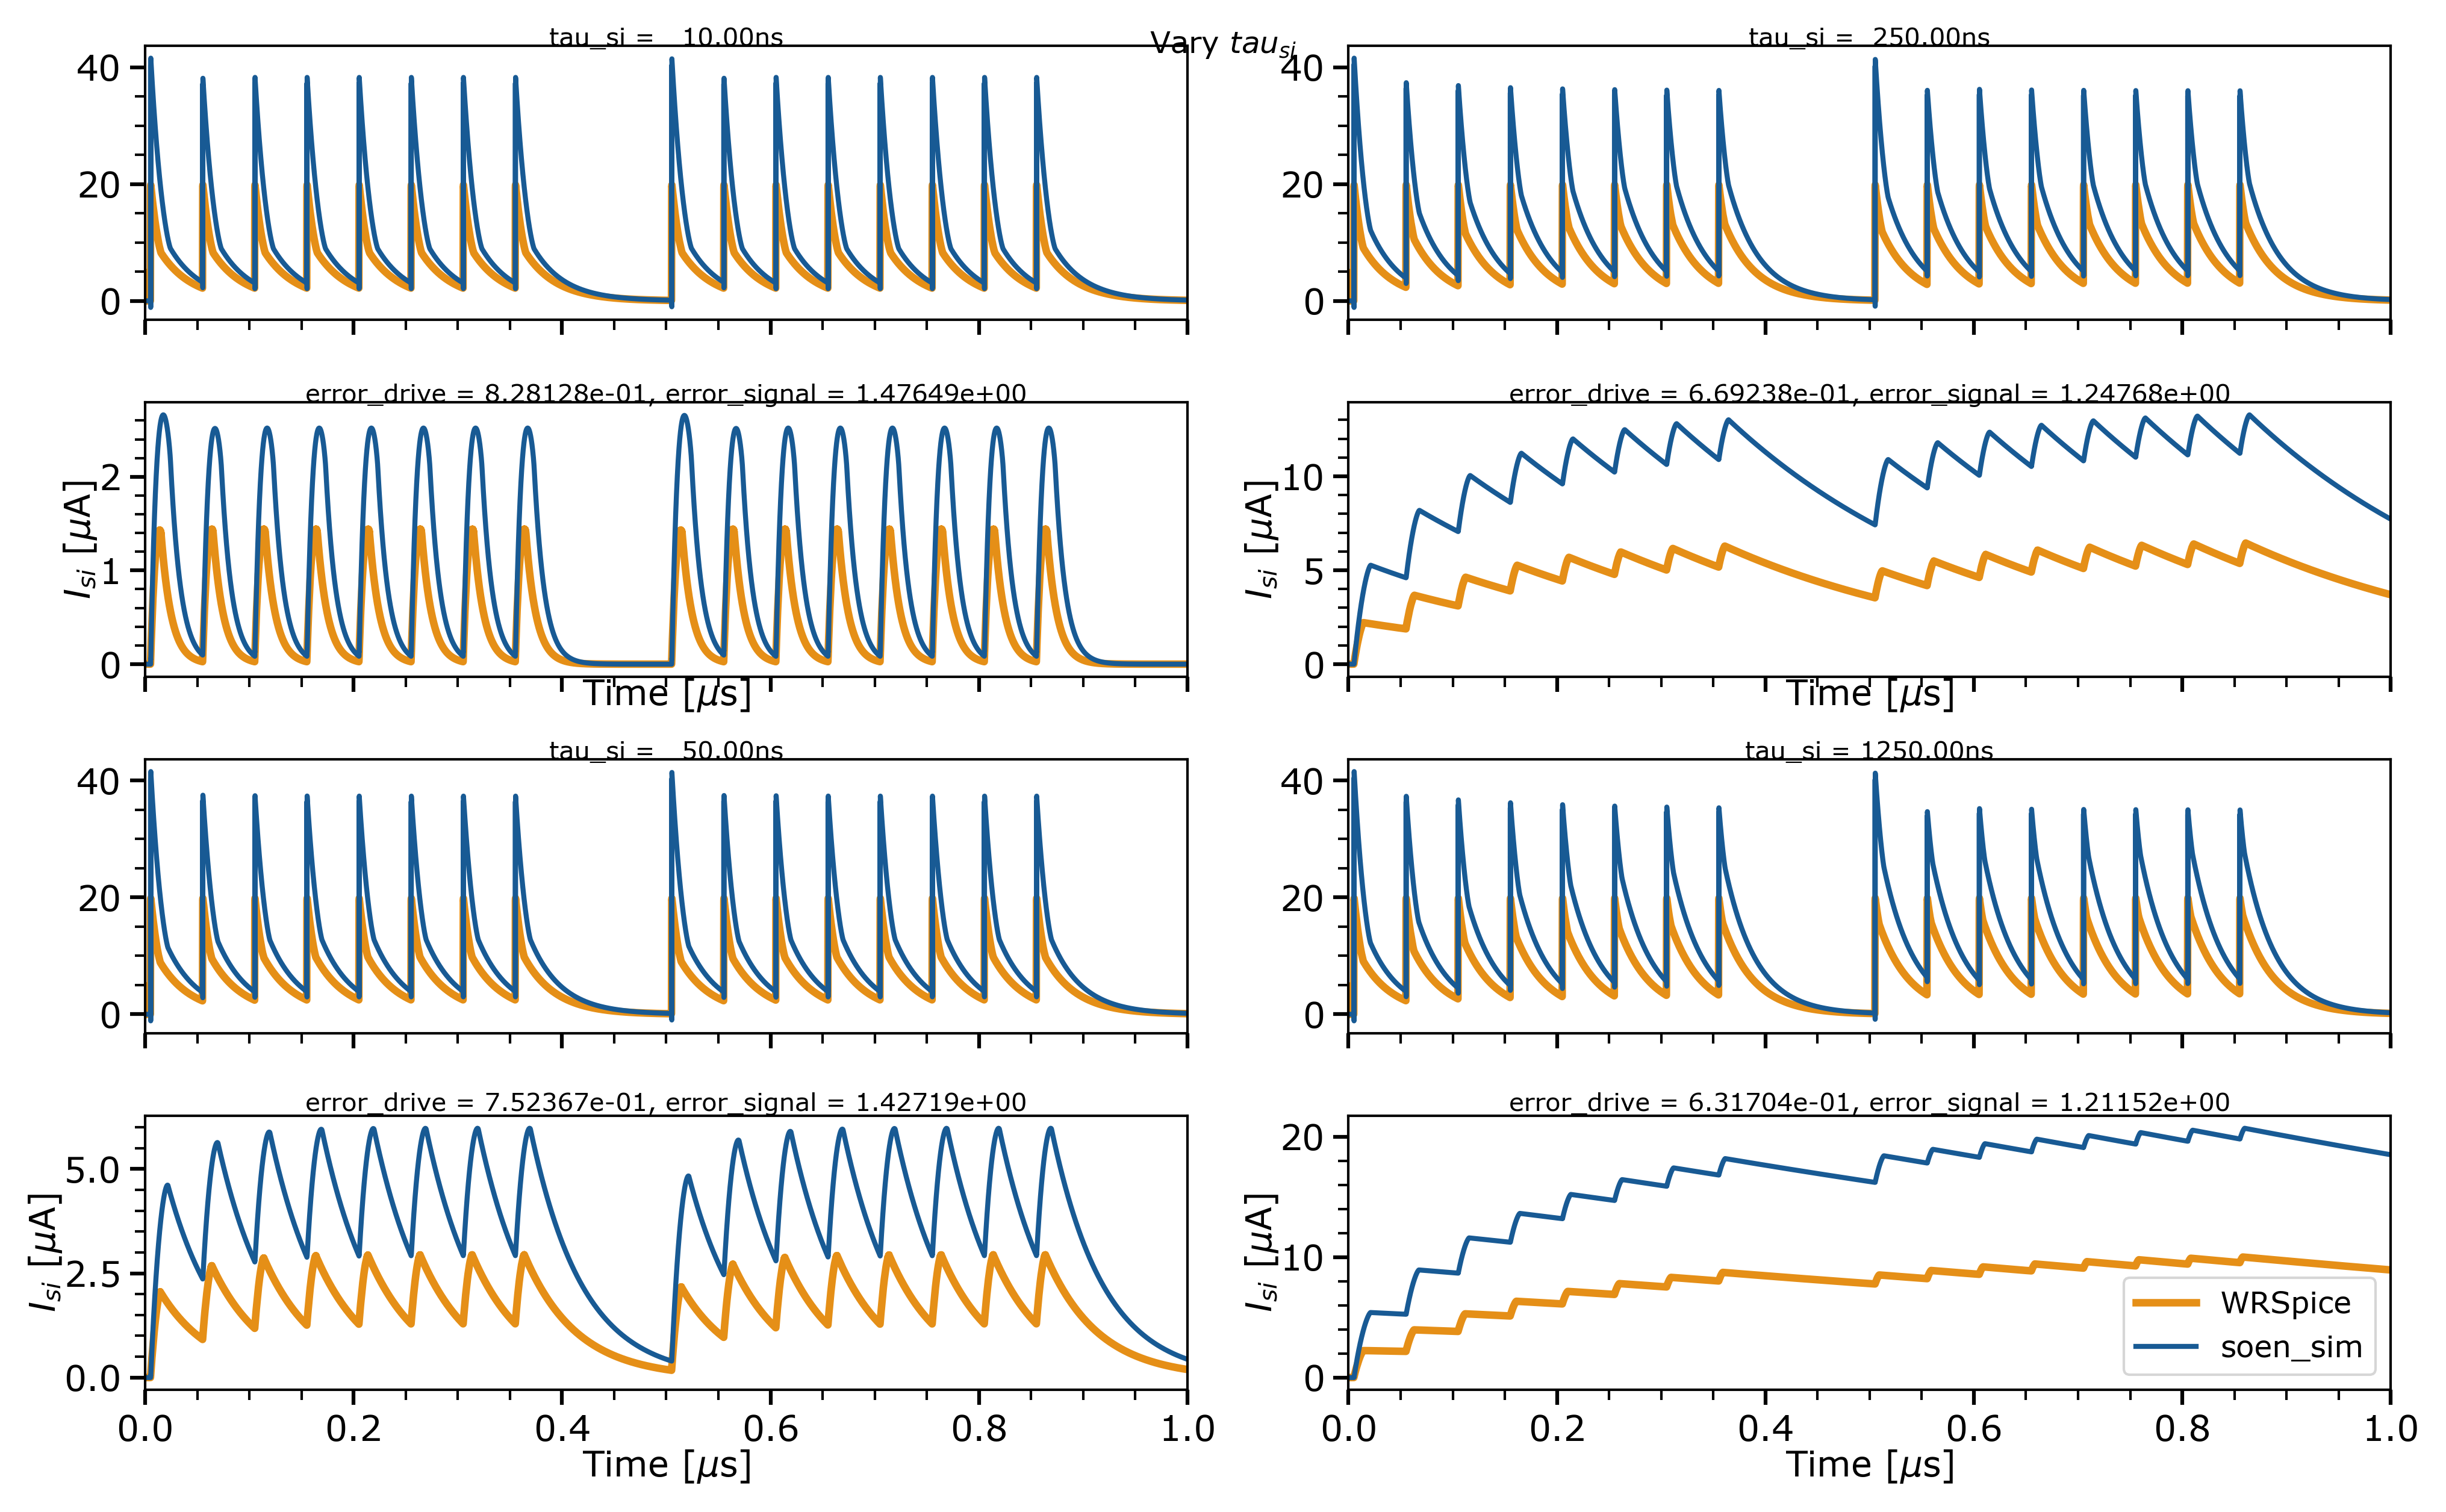 Vary tau_si
tau_si =   10.00ns
40
20
0
tau_si =  250.00ns
40
20
0
error_drive = 8.28128e-01, error_signal = 1.47649e+00
I_si [μA]
2
1
0
Time [μs]
error_drive = 6.69238e-01, error_signal = 1.24768e+00
I_si [μA]
10
5
0
Time [μs]
tau_si =   50.00ns
40
20
0
tau_si = 1250.00ns
40
20
0
error_drive = 7.52367e-01, error_signal = 1.42719e+00
I_si [μA]
5.0
2.5
0.0
0.0 0.2 0.4 0.6 0.8 1.0
Time [μs]
error_drive = 6.31704e-01, error_signal = 1.21152e+00
I_si [μA]
20
10
0
WRSpice
soen_sim
0.0 0.2 0.4 0.6 0.8 1.0
Time [μs]